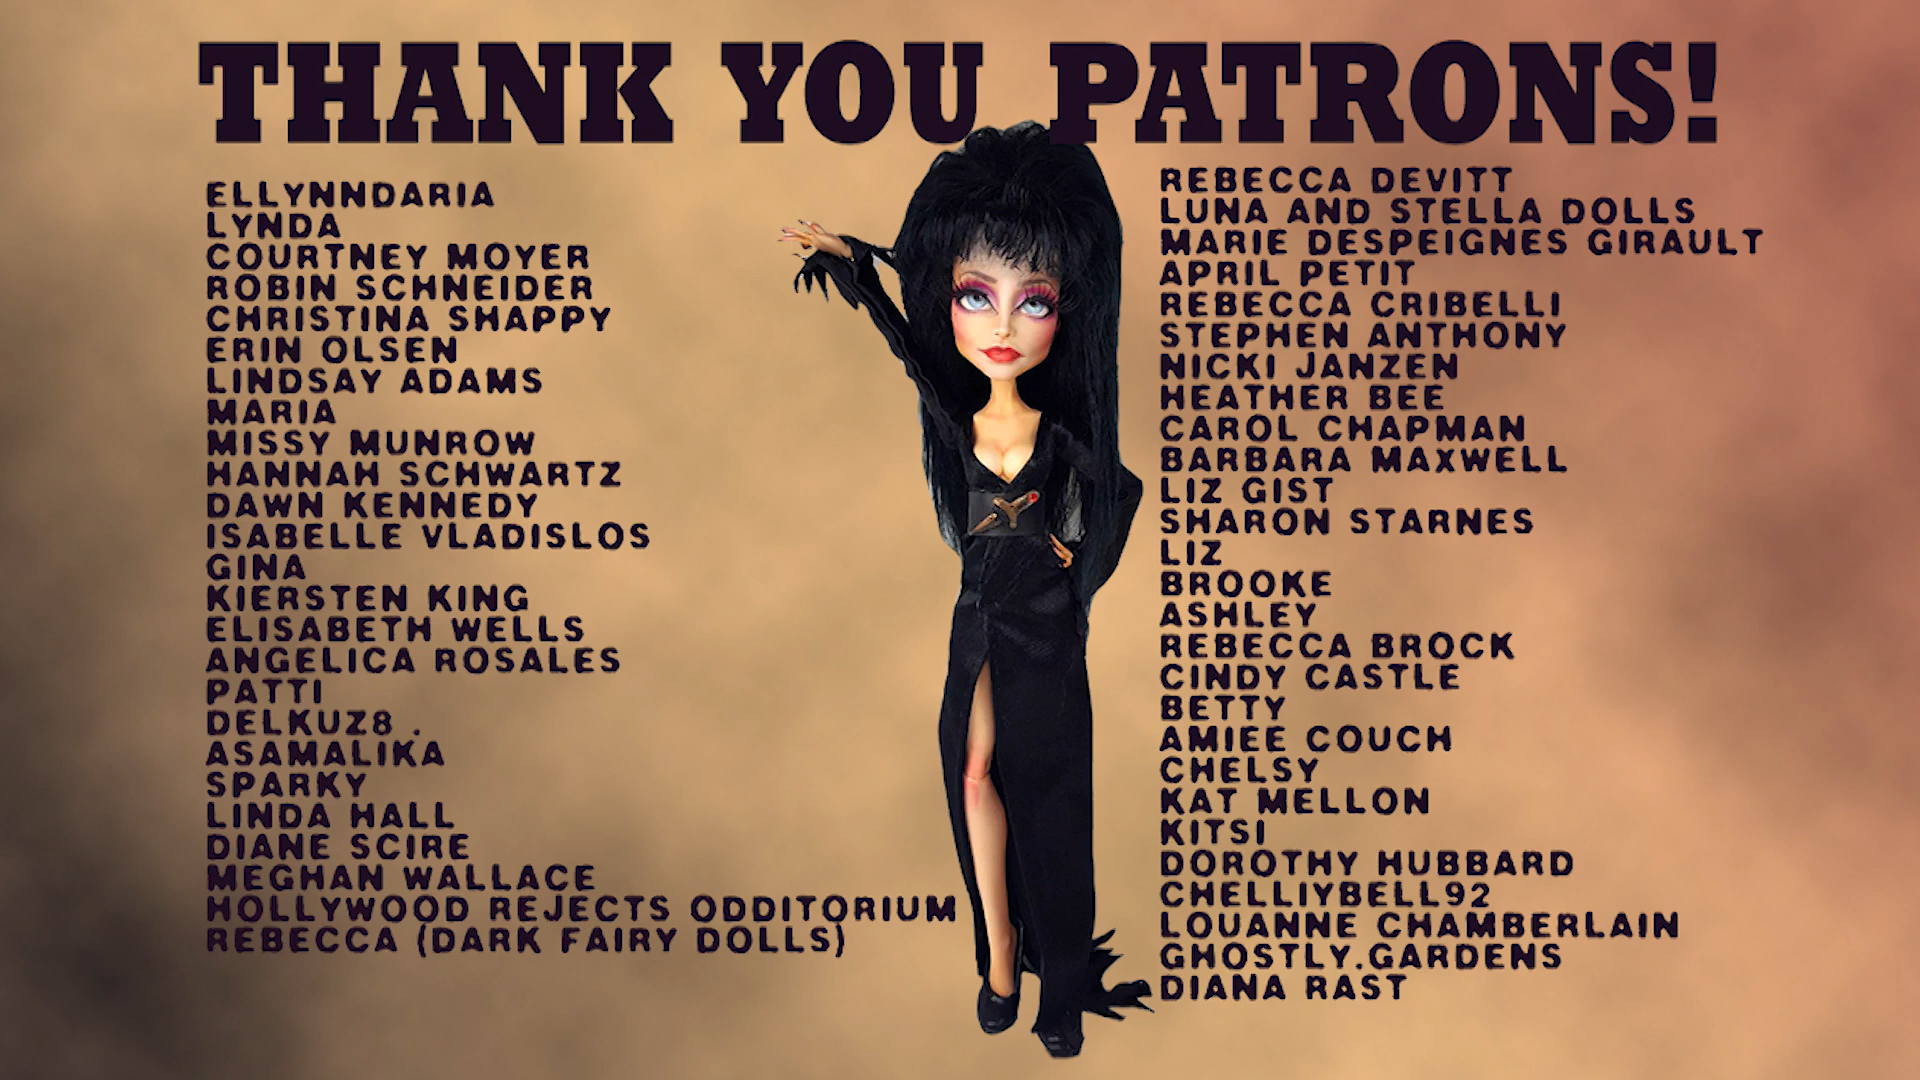 THANK YOU PATRONS!
ELLYNNDARIA
LYNDA
COURTNEY MOYER
ROBIN SCHNEIDER
CHRISTINA SHAPPY
ERIN OLSEN
LINDSAY ADAMS
MARIA
MISSY MUNROW
HANNAH SCHWARTZ
DAWN KENNEDY
ISABELLE VLADISLOS
GINA
KIERSTEN KING
ELISABETH WELLS
ANGELICA ROSALES
PATTI
DELKUZ8 .
ASAMALIKA
SPARKY
LINDA HALL
DIANE SCIRE
MEGHAN WALLACE
HOLLYWOOD REJECTS ODDITORIUM
REBECCA (DARK FAIRY DOLLS)
REBECCA DEVITT
LUNA AND STELLA DOLLS
MARIE DESPEIGNES GIRAULT
APRIL PETIT
REBECCA CRIBELLI
STEPHEN ANTHONY
NICKI JANZEN
HEATHER BEE
CAROL CHAPMAN
BARBARA MAXWELL
LIZ GIST
SHARON STARNES
LIZ
BROOKE
ASHLEY
REBECCA BROCK
CINDY CASTLE
BETTY
AMIEE COUCH
CHELSY
KAT MELLON
KITSI
DOROTHY HUBBARD
CHELLIYBELL92
LOUANNE CHAMBERLAIN
GHOSTLY.GARDENS
DIANA RAST